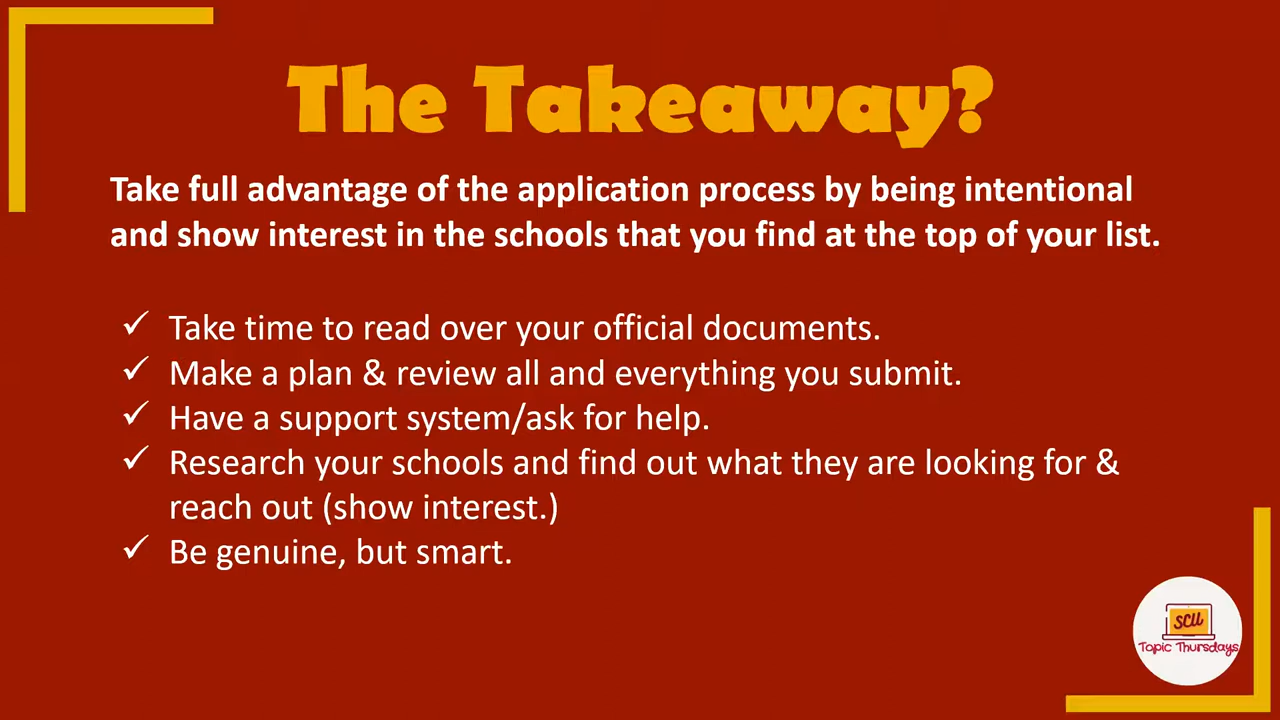 The Takeaway?
Take full advantage of the application process by being intentional
and show interest in the schools that you find at the top of your list.
✓ Take time to read over your official documents.
✓ Make a plan & review all and everything you submit.
✓ Have a support system/ask for help.
✓ Research your schools and find out what they are looking for &
reach out (show interest.)
✓ Be genuine, but smart.
SCU
Topic Thursdays